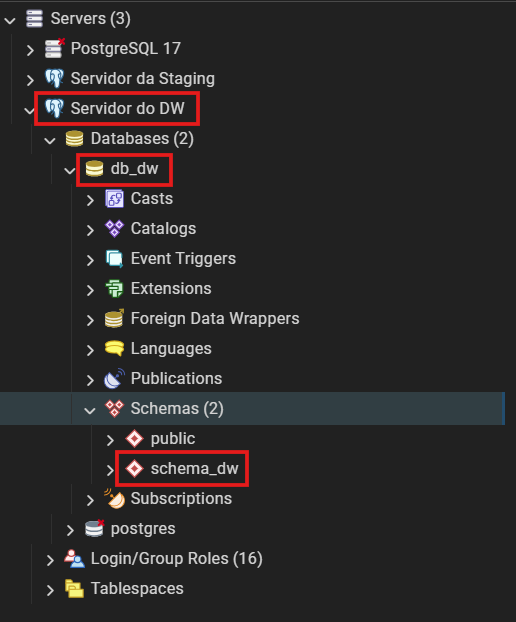 Servers (3)
PostgreSQL 17
Servidor da Staging
Servidor do DW
Databases (2)
db_dw
Casts
Catalogs
Event Triggers
Extensions
Foreign Data Wrappers
Languages
Publications
Schemas (2)
public
schema_dw
Subscriptions
postgres
Login/Group Roles (16)
Tablespaces